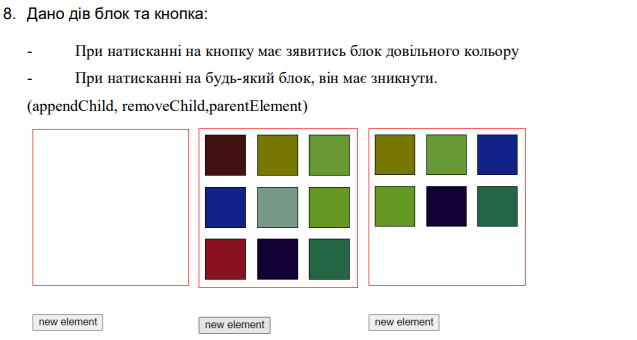 8. Дано дів блок та кнопка:
- При натисканні на кнопку має зявитись блок довільного кольору
- При натисканні на будь-який блок, він має зникнути.
(appendChild, removeChild,parentElement)
new element new element new element